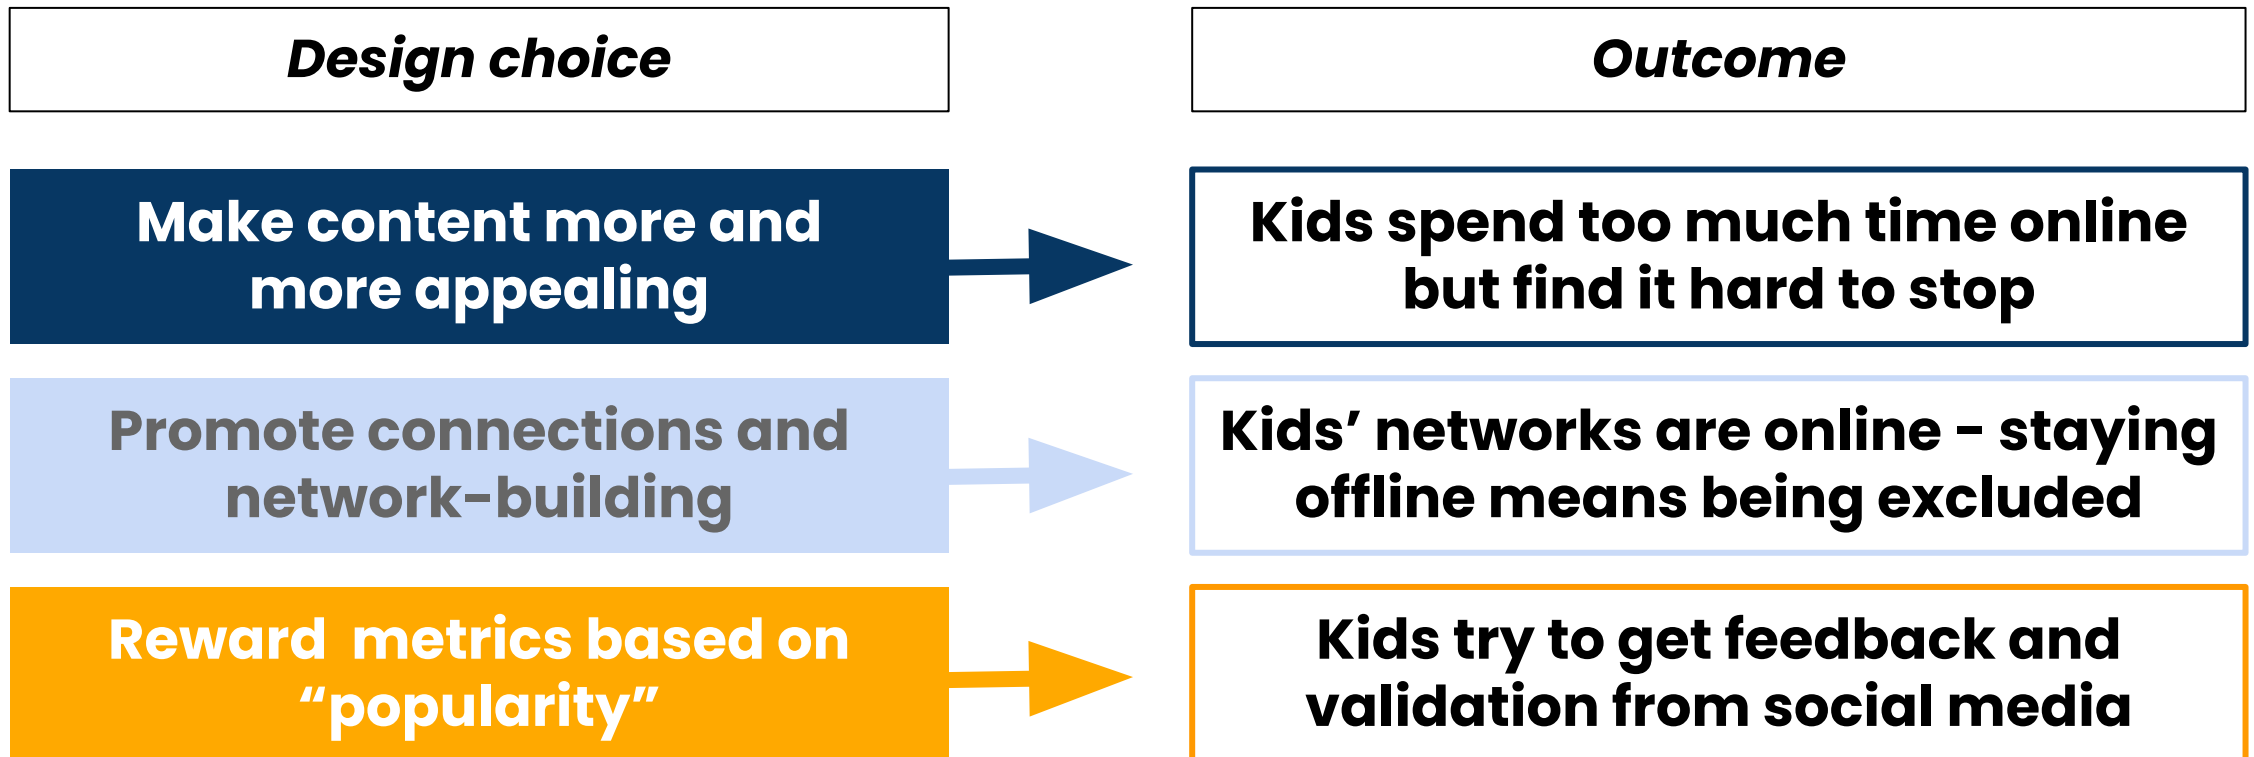 Design choice
Outcome
Make content more and
more appealing
Kids spend too much time online
but find it hard to stop
Promote connections and
network-building
Kids’ networks are online - staying
offline means being excluded
Reward  metrics based on
“popularity”
Kids try to get feedback and
validation from social media